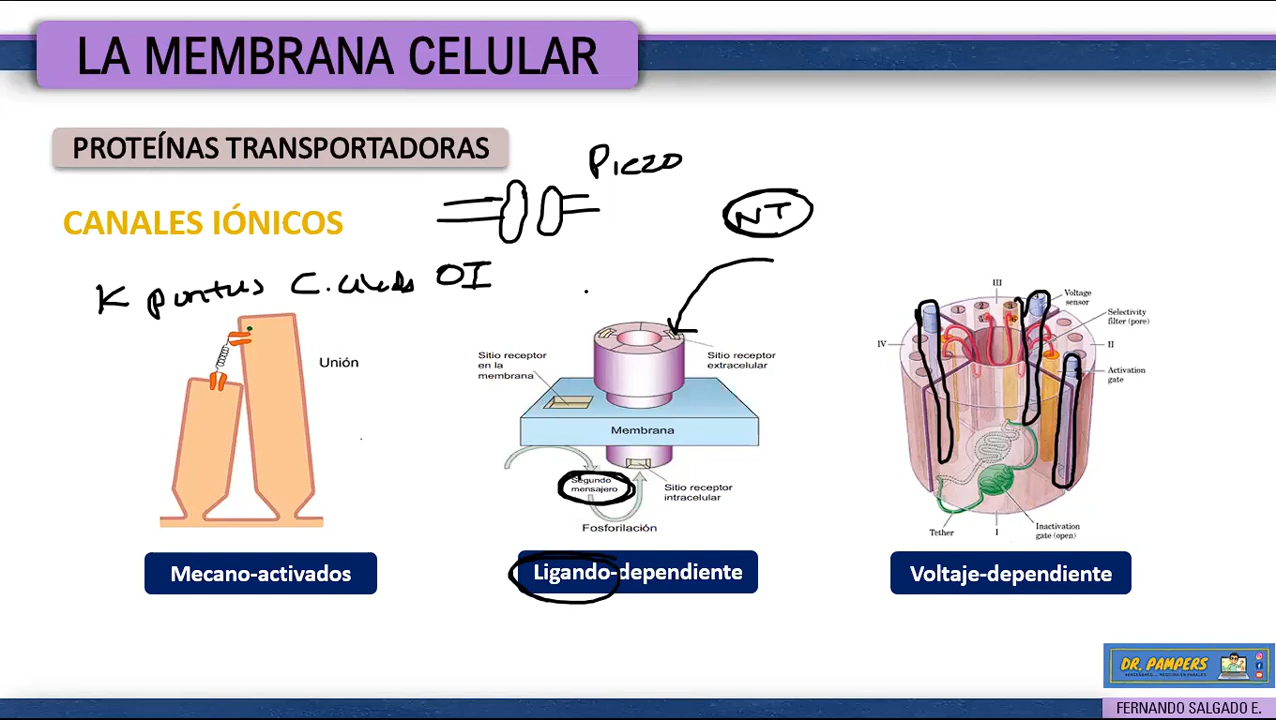 LA MEMBRANA CELULAR
PROTEÍNAS TRANSPORTADORAS
Piezo
NT
CANALES IÓNICOS
K puntus C. OI
Unión
Sitio receptor
en la
membrana
Sitio receptor
extracelular
Membrana
Segundo
mensajero
Sitio receptor
intracelular
Fosforilación
III
Voltage
sensor
Selectivity
filter (pore)
IV
II
Activation
gate
Tether
I
Inactivation
gate (open)
Mecano-activados
Ligando-dependiente
Voltaje-dependiente
DR. PAMPERS
FERNANDO SALGADO E.